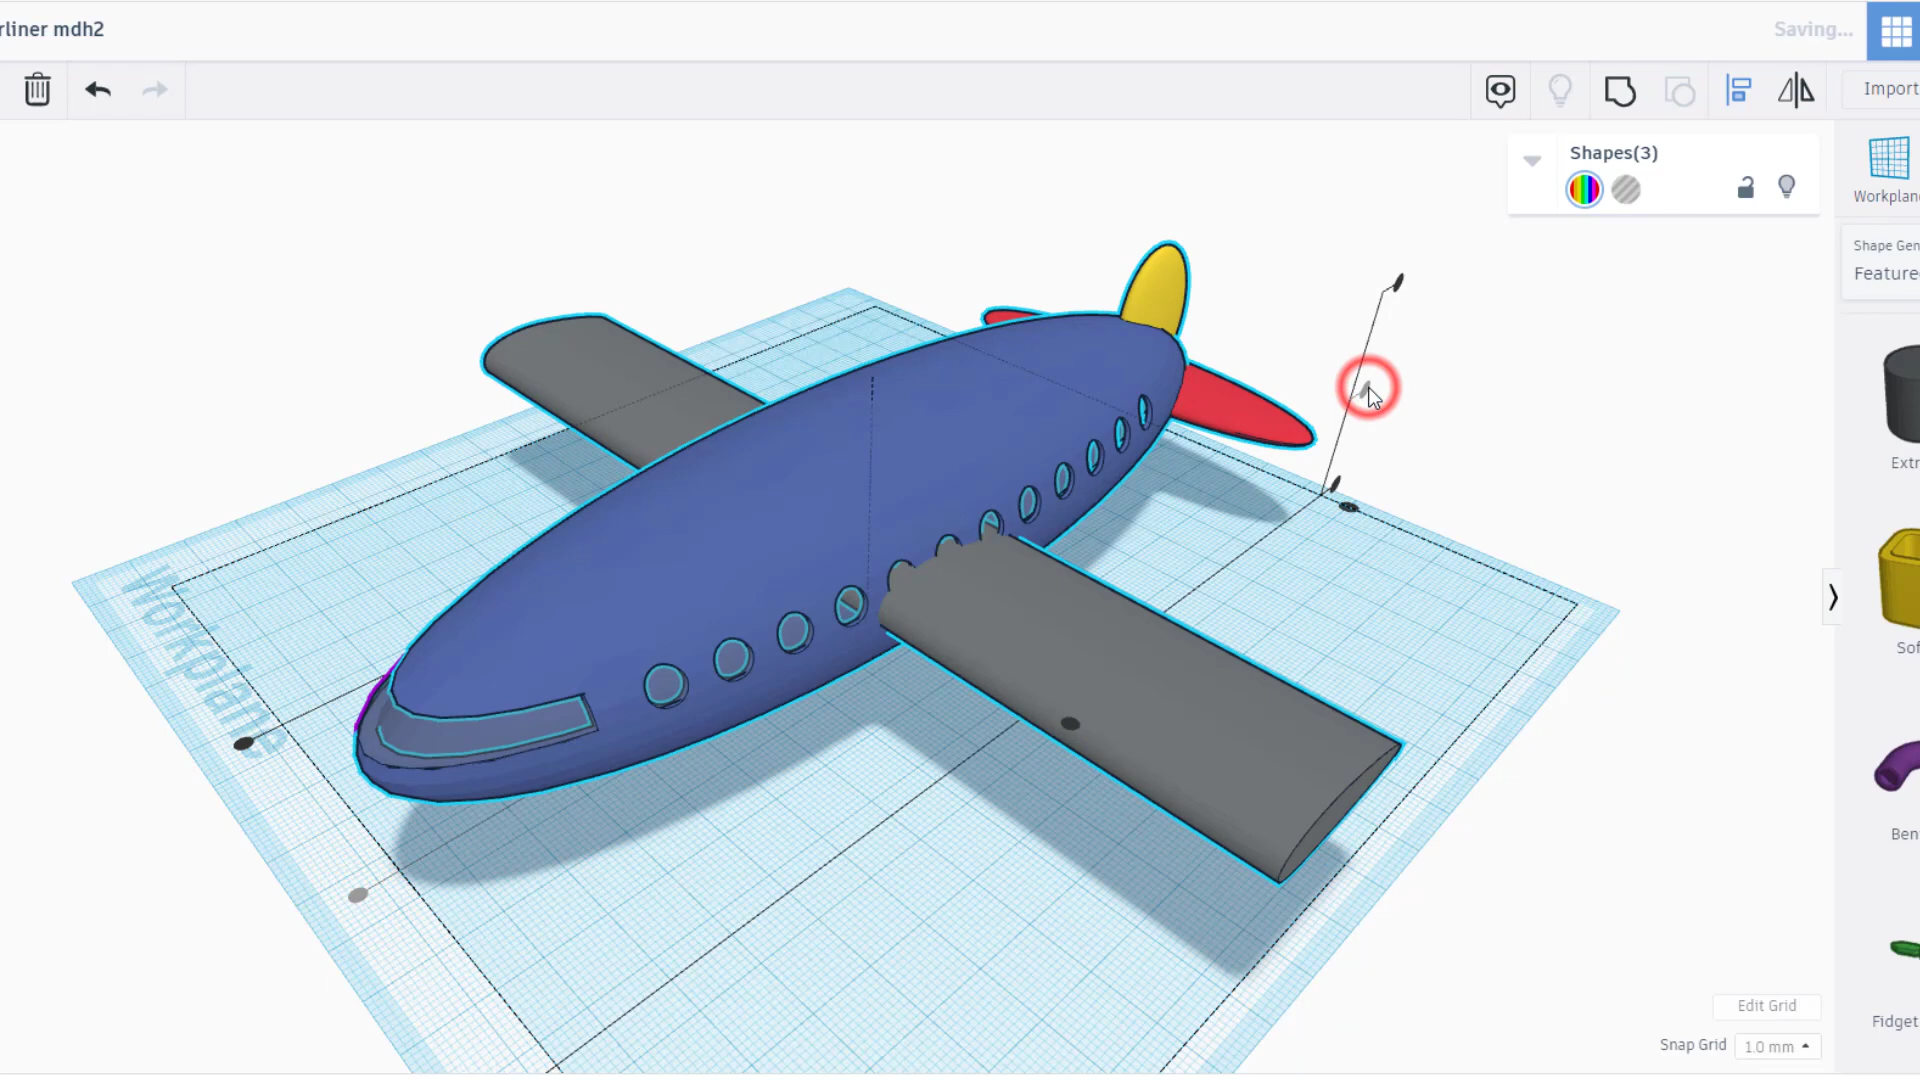 rliner mdh2
Saving...
Import
Shapes(3)
Workplan
Shape Gen
Feature
Extr
Sof
Ben
Fidget
Workplane
Edit Grid
Snap Grid 1.0 mm